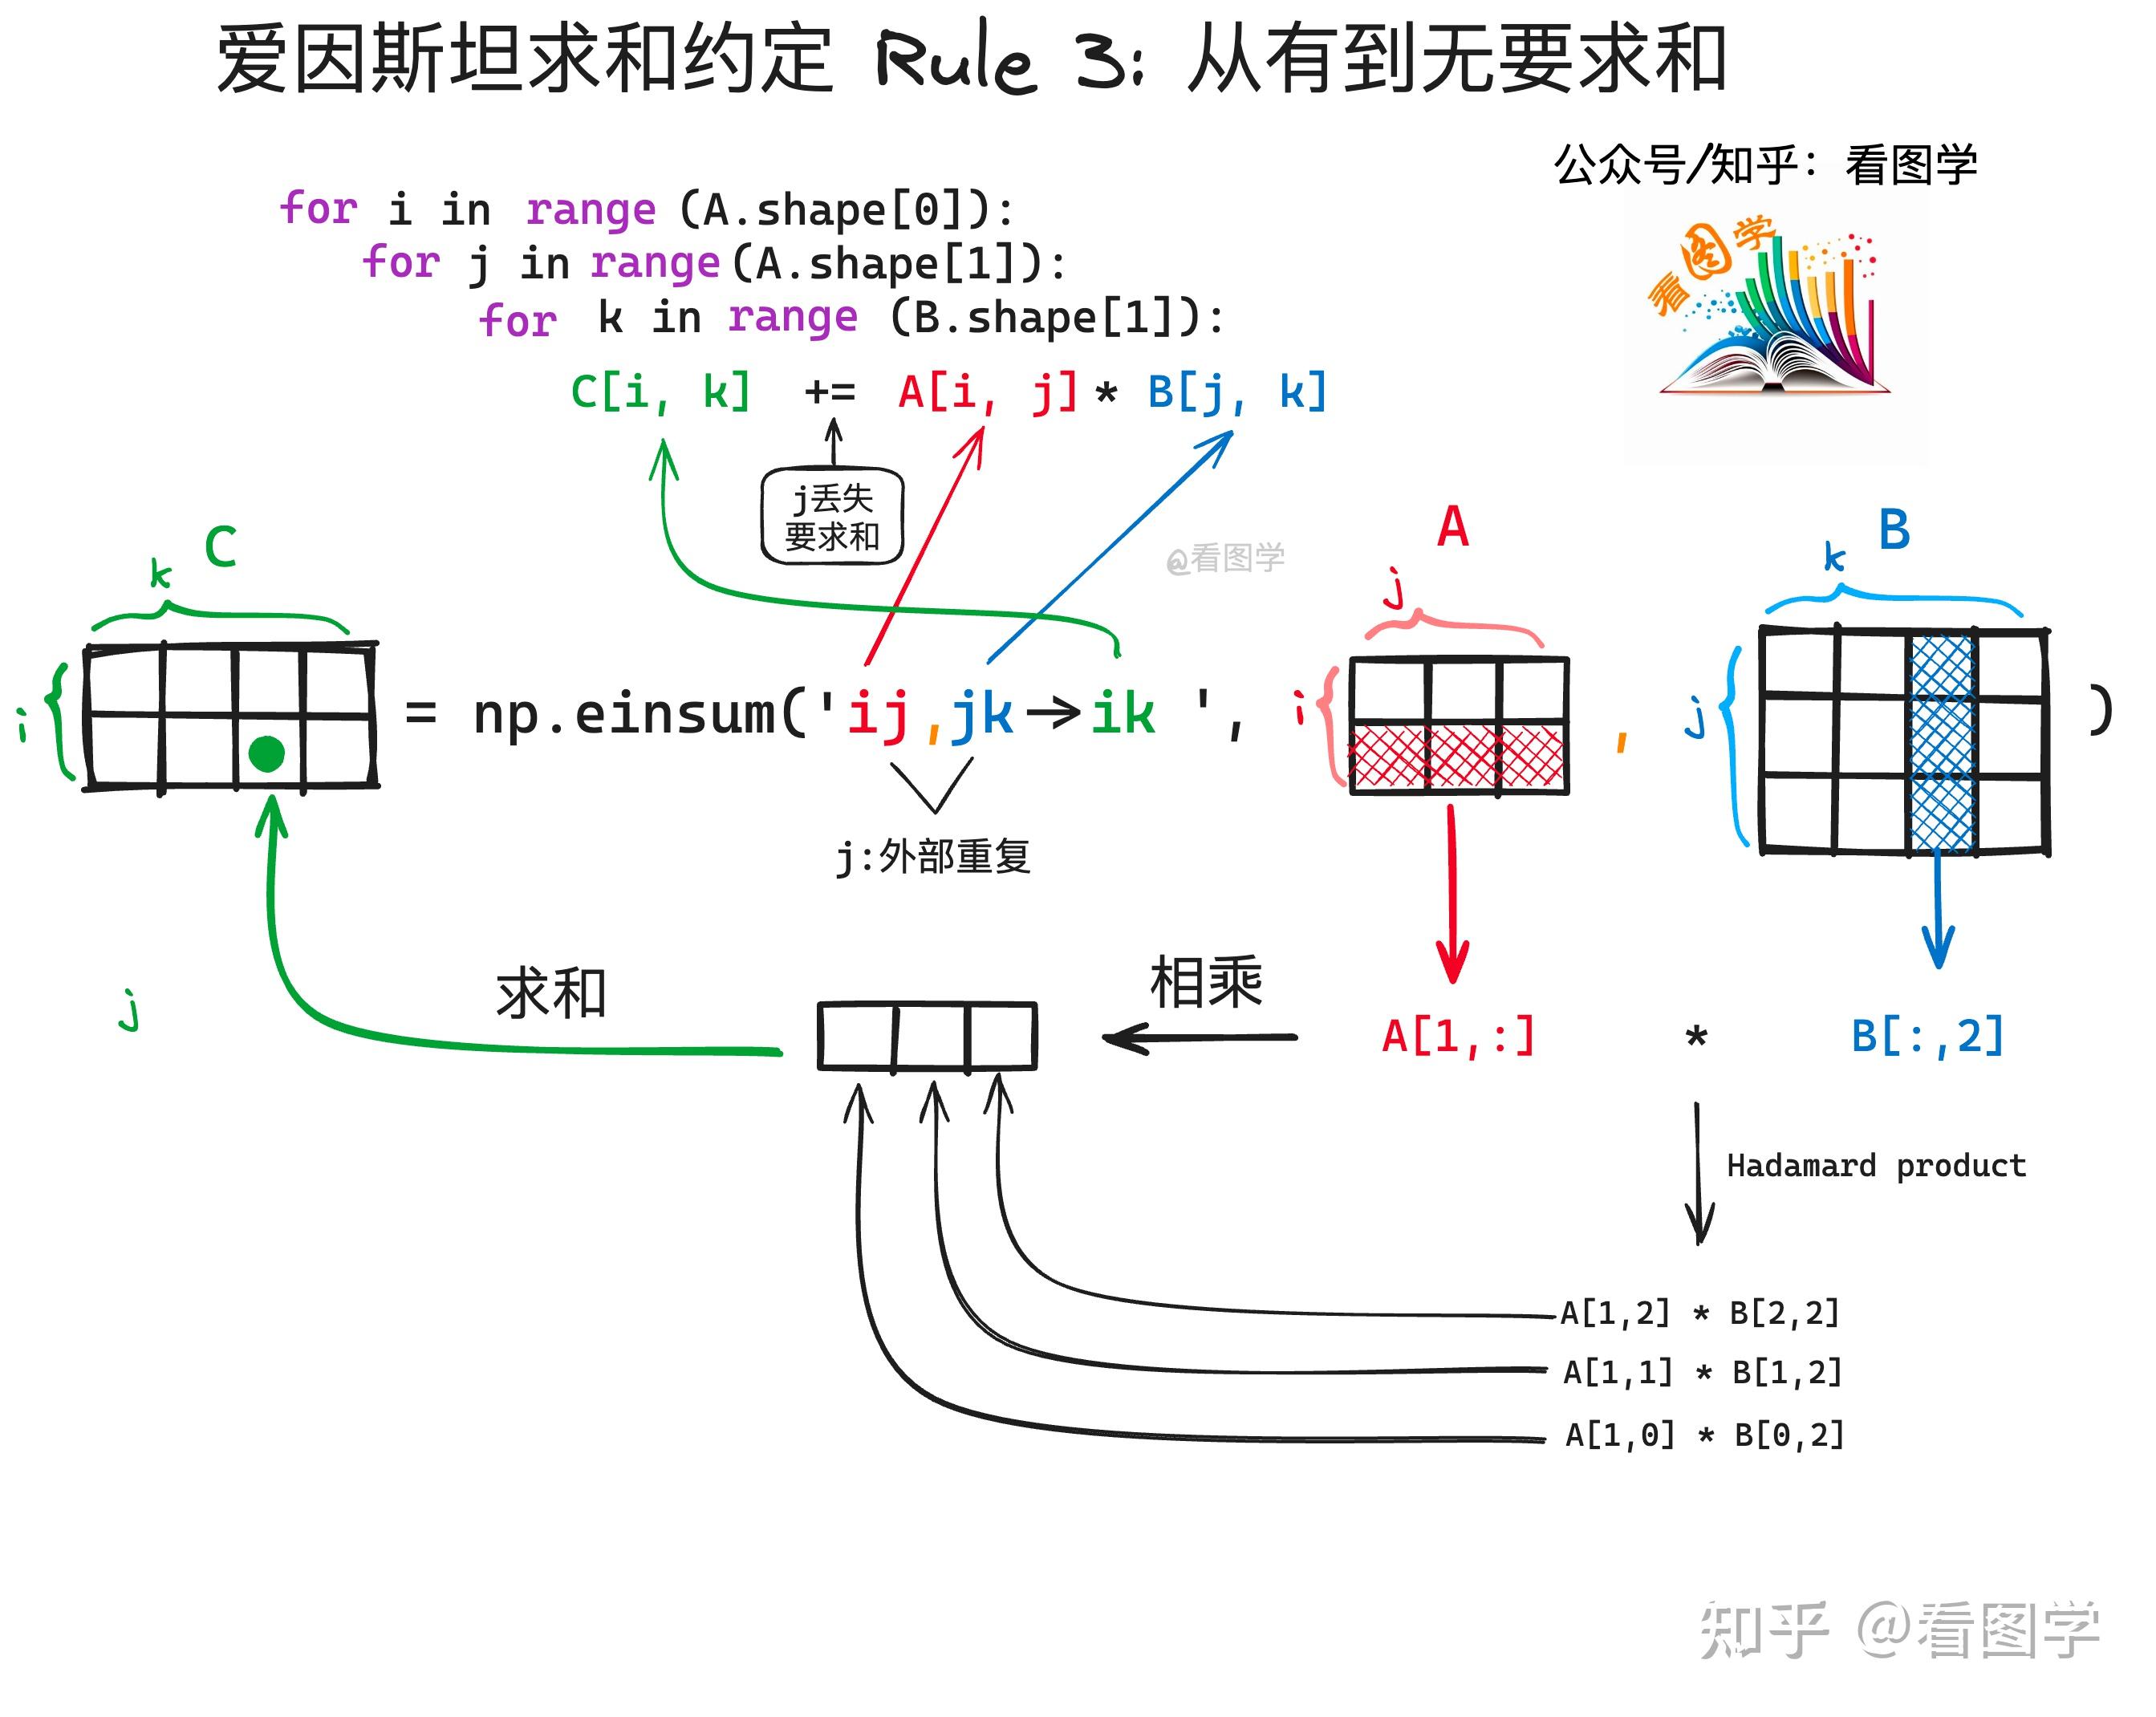 爱因斯坦求和约定 Rule 3: 从有到无要求和
公众号/知乎：看图学
看图学
for i in range (A.shape[0]):
for j in range(A.shape[1]):
for k in range (B.shape[1]):
C[i, k] += A[i, j] * B[j, k]
j丢失
要求和
@看图学
C
k
i
A
j
i
B
k
j
= np.einsum('ij,jk->ik ', , )
j:外部重复
j
求和
相乘
A[1,:] * B[:,2]
Hadamard product
A[1,2] * B[2,2]
A[1,1] * B[1,2]
A[1,0] * B[0,2]
知乎 @看图学